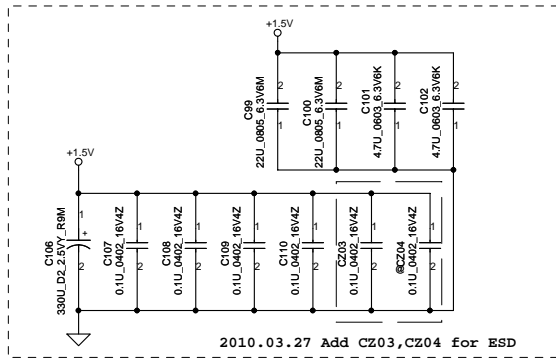 +1.5V
C99
22U_0805_6.3V6M
2
1
C100
22U_0805_6.3V6M
2
1
C101
4.7U_0603_6.3V6K
2
1
C102
4.7U_0603_6.3V6K
2
1
+1.5V
C106
330U_D2_2.5VY_R9M
1
+
2
C107
0.1U_0402_16V4Z
1
2
C108
0.1U_0402_16V4Z
1
2
C109
0.1U_0402_16V4Z
1
2
C110
0.1U_0402_16V4Z
1
2
CZ03
0.1U_0402_16V4Z
1
2
@CZ04
0.1U_0402_16V4Z
1
2
2010.03.27 Add CZ03,CZ04 for ESD